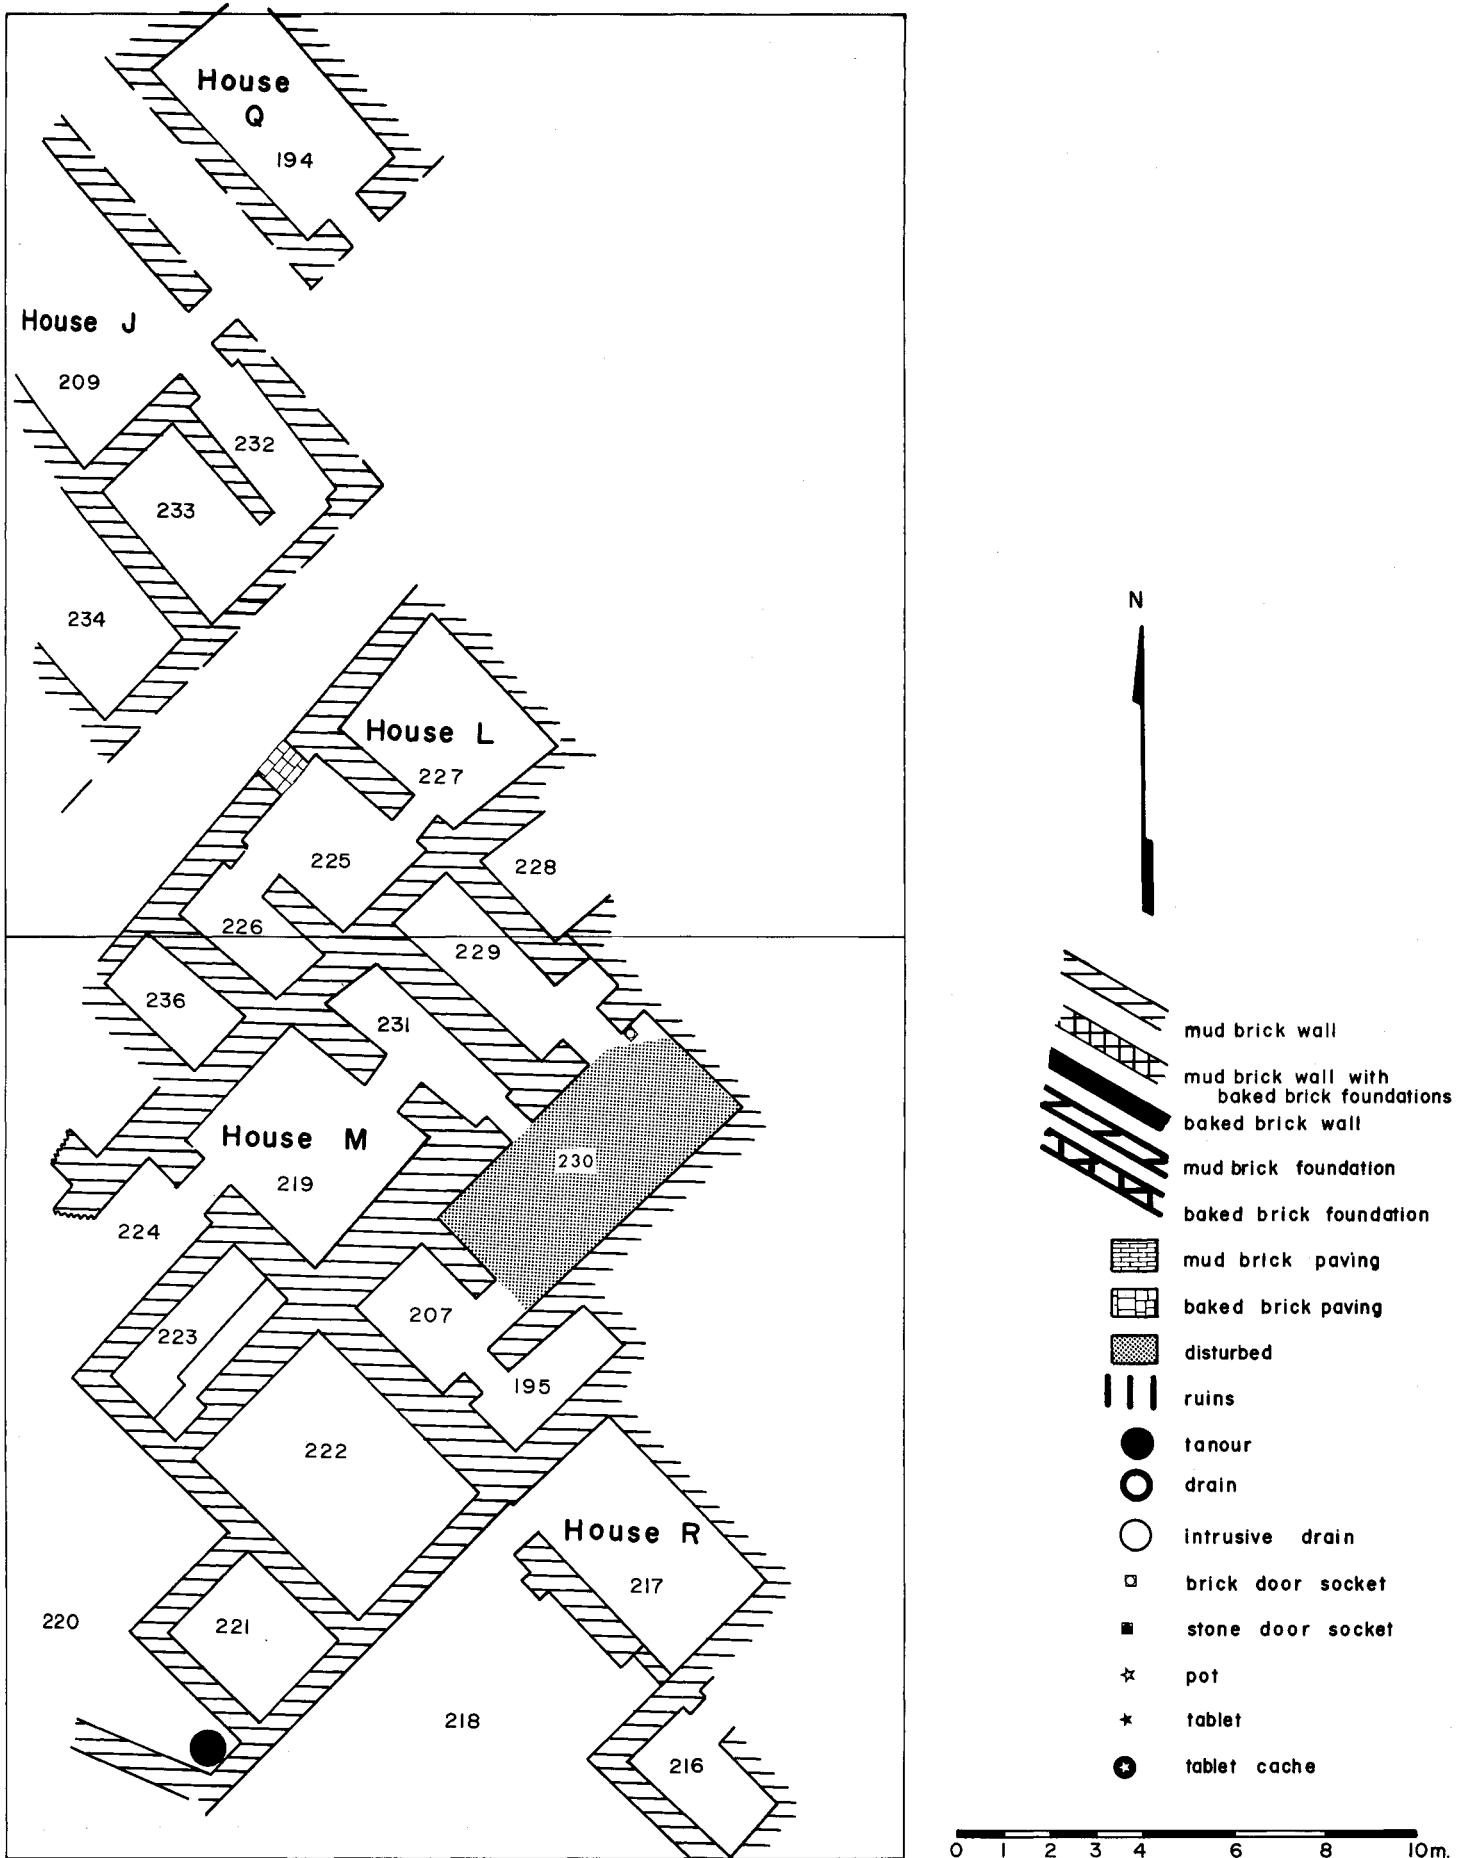 House
Q
194
House J
209
232
233
234
House L
227
225
228
226
229
236
231
House M
219
230
224
207
223
195
222
House R
217
220
221
218
216
N
mud brick wall
mud brick wall with
baked brick foundations
baked brick wall
mud brick foundation
baked brick foundation
mud brick paving
baked brick paving
disturbed
ruins
tanour
drain
intrusive drain
brick door socket
stone door socket
pot
tablet
tablet cache
0 1 2 3 4 6 8 10 m.